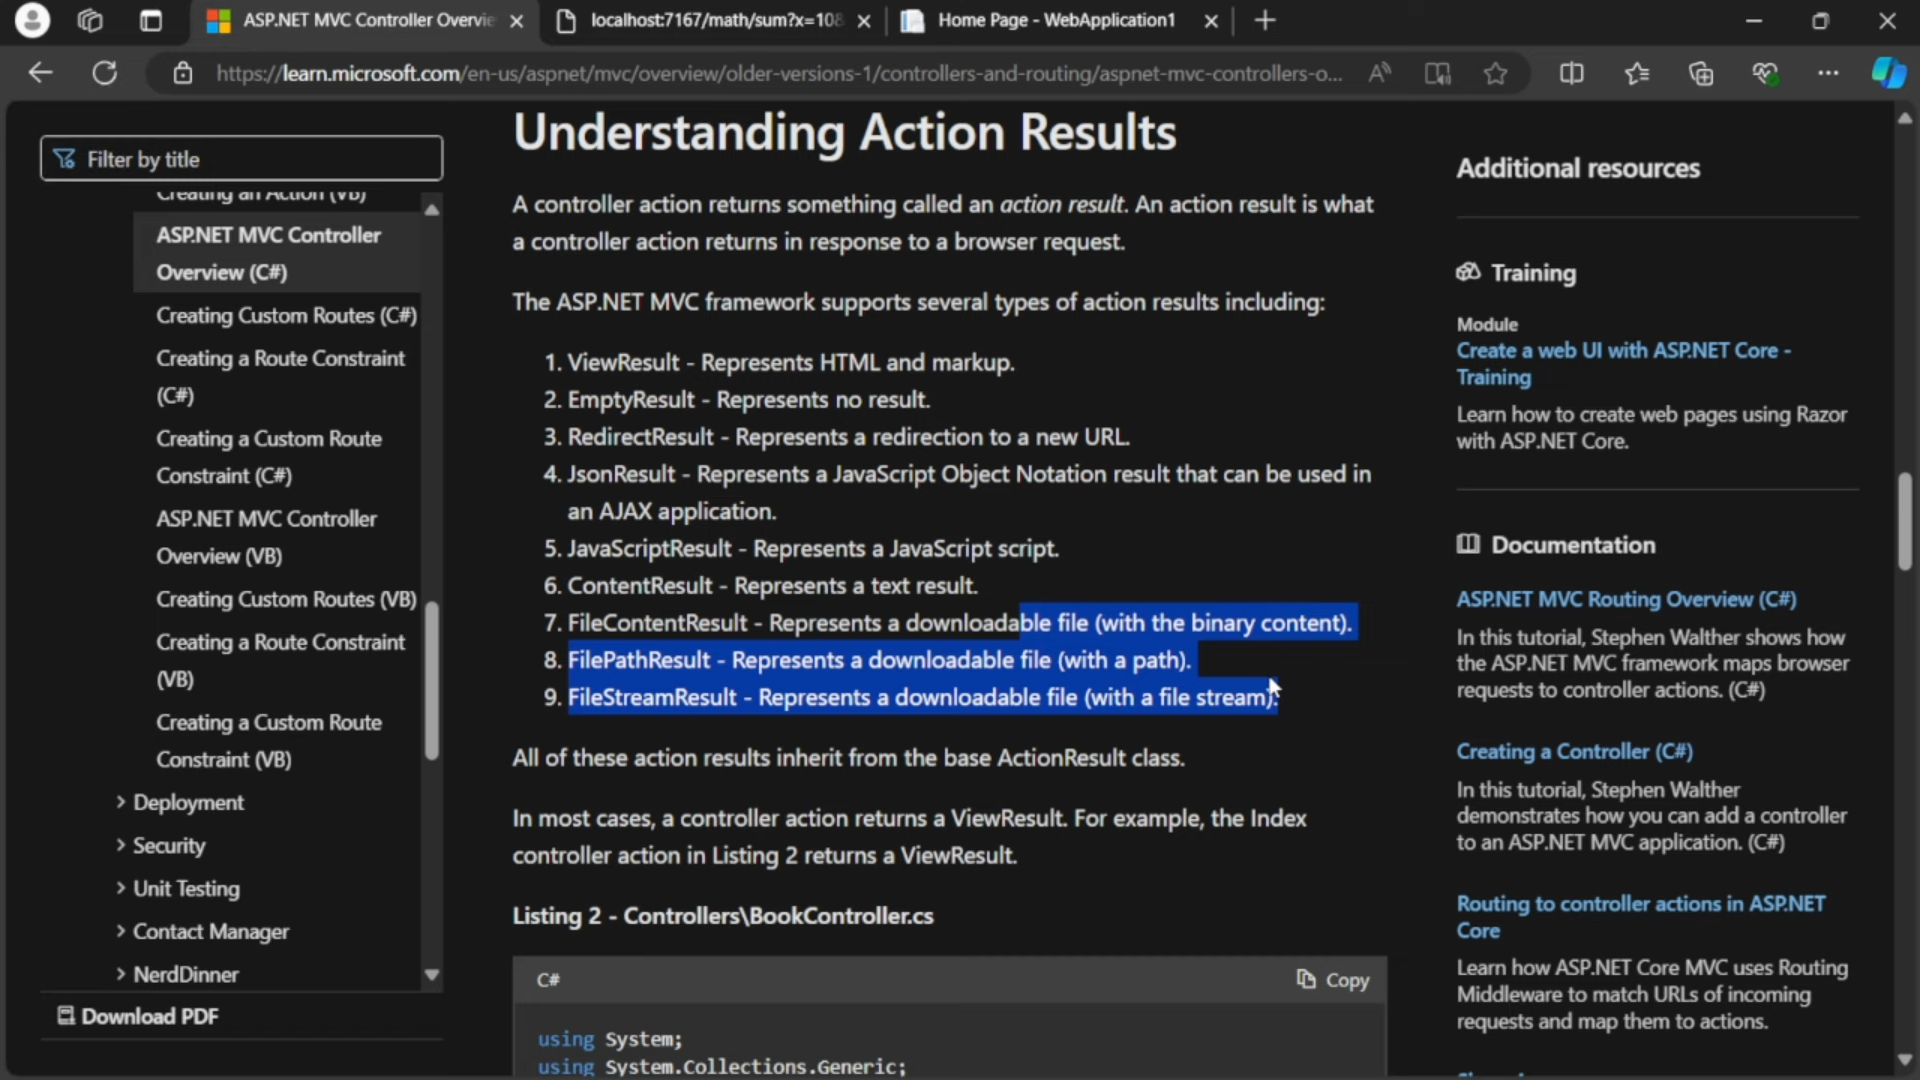 ASP.NET MVC Controller Overvie
localhost:7167/math/sum?x=108
Home Page - WebApplication1
https://learn.microsoft.com/en-us/aspnet/mvc/overview/older-versions-1/controllers-and-routing/aspnet-mvc-controllers-o...
Filter by title
Creating an Action (VB)
ASP.NET MVC Controller
Overview (C#)
Creating Custom Routes (C#)
Creating a Route Constraint
(C#)
Creating a Custom Route
Constraint (C#)
ASP.NET MVC Controller
Overview (VB)
Creating Custom Routes (VB)
Creating a Route Constraint
(VB)
Creating a Custom Route
Constraint (VB)
Deployment
Security
Unit Testing
Contact Manager
NerdDinner
Download PDF
Understanding Action Results
A controller action returns something called an action result. An action result is what
a controller action returns in response to a browser request.
The ASP.NET MVC framework supports several types of action results including:
1. ViewResult - Represents HTML and markup.
2. EmptyResult - Represents no result.
3. RedirectResult - Represents a redirection to a new URL.
4. JsonResult - Represents a JavaScript Object Notation result that can be used in
an AJAX application.
5. JavaScriptResult - Represents a JavaScript script.
6. ContentResult - Represents a text result.
7. FileContentResult - Represents a downloadable file (with the binary content).
8. FilePathResult - Represents a downloadable file (with a path).
9. FileStreamResult - Represents a downloadable file (with a file stream).
All of these action results inherit from the base ActionResult class.
In most cases, a controller action returns a ViewResult. For example, the Index
controller action in Listing 2 returns a ViewResult.
Listing 2 - Controllers\BookController.cs
C#
Copy
using System;
using System.Collections.Generic;
Additional resources
Training
Module
Create a web UI with ASP.NET Core -
Training
Learn how to create web pages using Razor
with ASP.NET Core.
Documentation
ASP.NET MVC Routing Overview (C#)
In this tutorial, Stephen Walther shows how
the ASP.NET MVC framework maps browser
requests to controller actions. (C#)
Creating a Controller (C#)
In this tutorial, Stephen Walther
demonstrates how you can add a controller
to an ASP.NET MVC application. (C#)
Routing to controller actions in ASP.NET
Core
Learn how ASP.NET Core MVC uses Routing
Middleware to match URLs of incoming
requests and map them to actions.